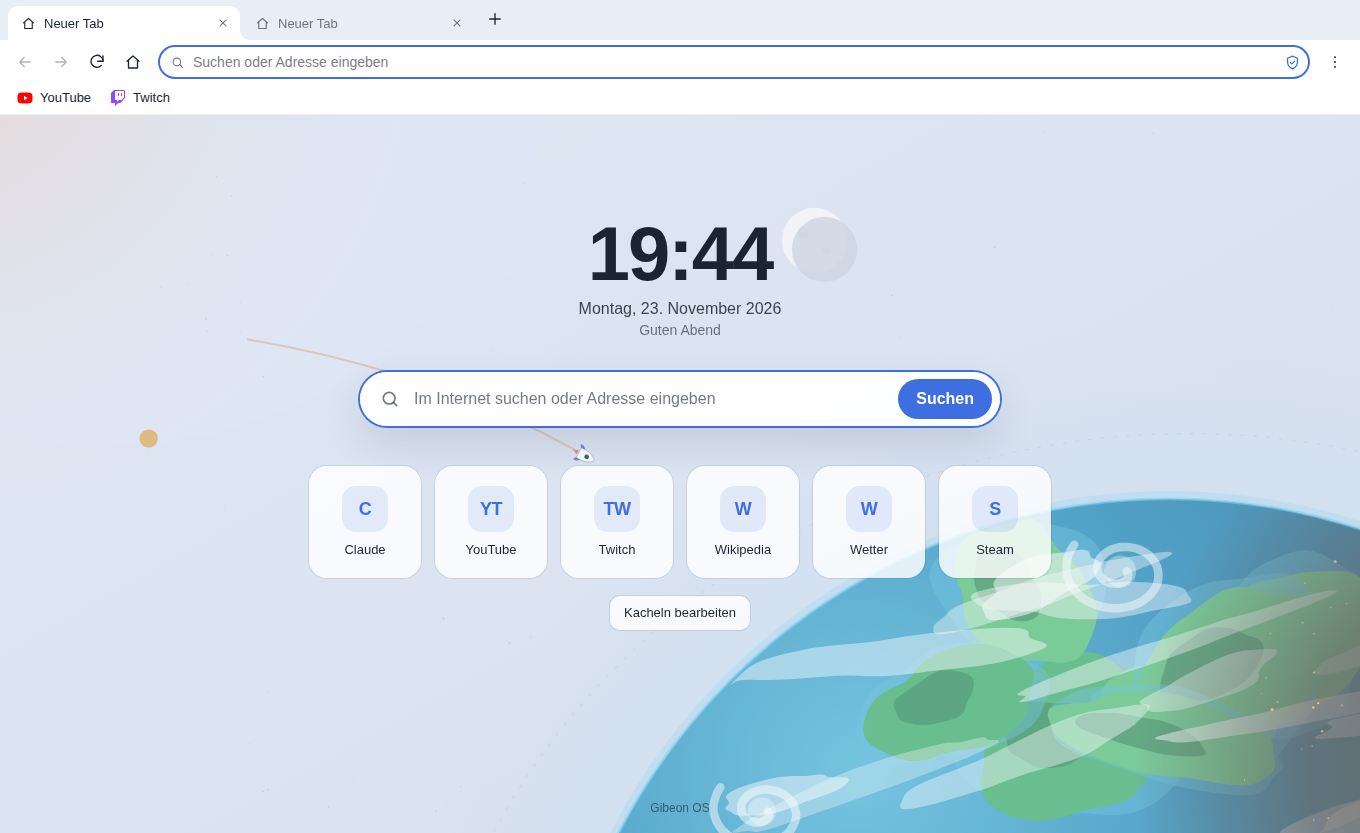 Neuer Tab
Neuer Tab
Suchen oder Adresse eingeben
YouTube
Twitch
19:44
Montag, 23. November 2026
Guten Abend
Im Internet suchen oder Adresse eingeben
Suchen
C
YT
TW
W
W
S
Claude
YouTube
Twitch
Wikipedia
Wetter
Steam
Kacheln bearbeiten
Gibeon OS